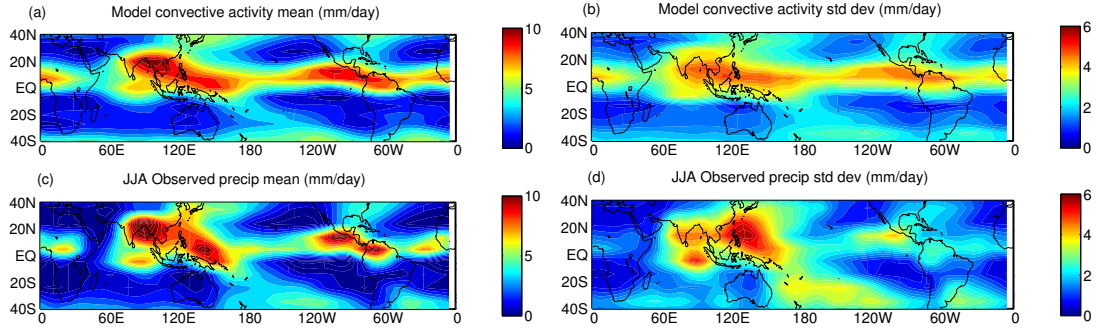 (a) Model convective activity mean (mm/day)
40N
20N
EQ
20S
40S
0 60E 120E 180 120W 60W 0
10
5
0
(b) Model convective activity std dev (mm/day)
40N
20N
EQ
20S
40S
0 60E 120E 180 120W 60W 0
6
4
2
0
(c) JJA Observed precip mean (mm/day)
40N
20N
EQ
20S
40S
0 60E 120E 180 120W 60W 0
10
5
0
(d) JJA Observed precip std dev (mm/day)
40N
20N
EQ
20S
40S
0 60E 120E 180 120W 60W 0
6
4
2
0